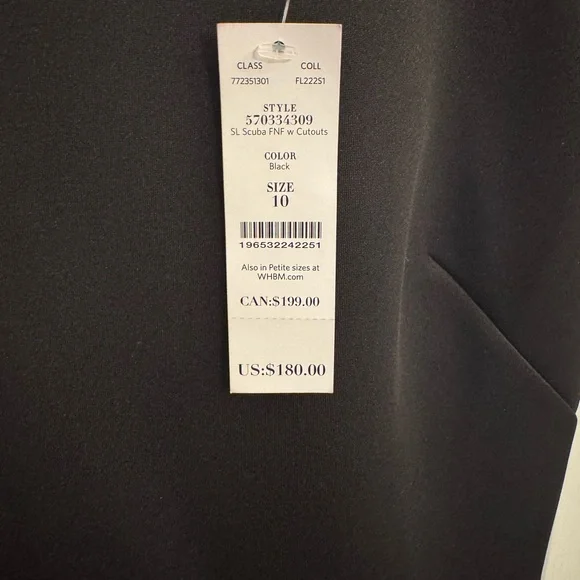 CLASS COLL
772351301 FL222S1
STYLE
570334309
SL Scuba FNF w Cutouts
COLOR
Black
SIZE
10
196532242251
Also in Petite sizes at
WHBM.com
CAN:$199.00
US:$180.00